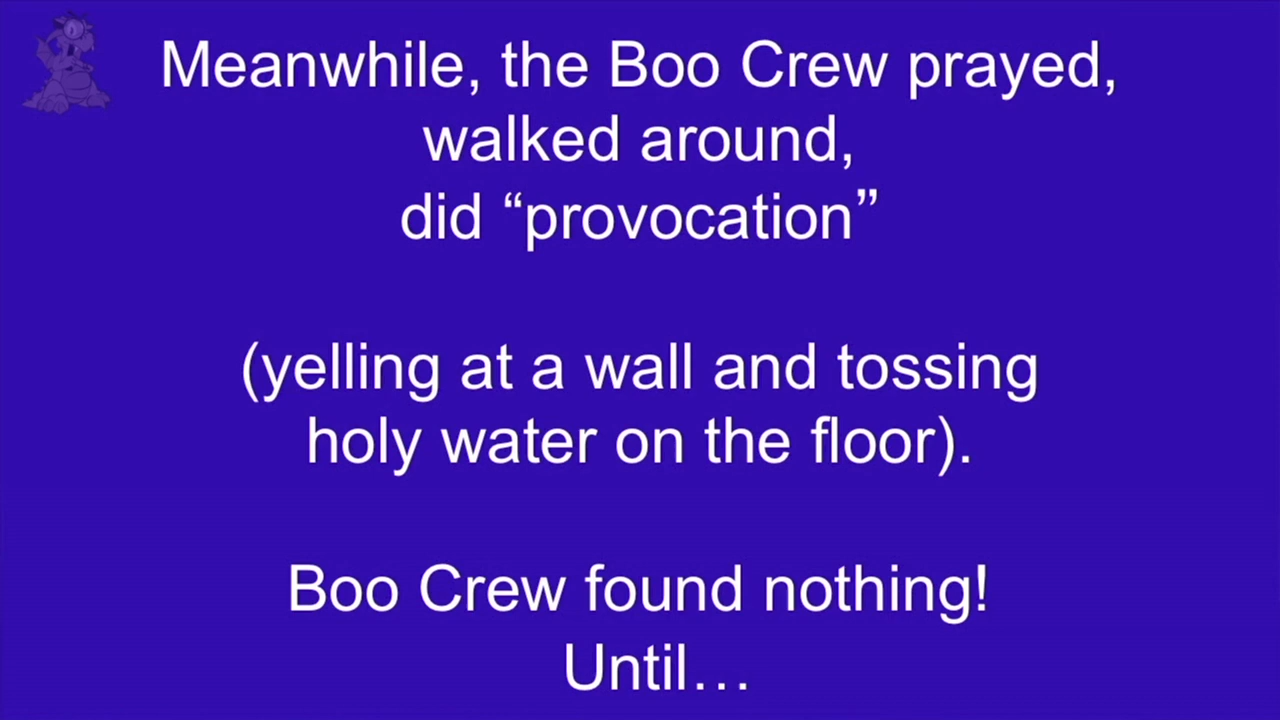 Meanwhile, the Boo Crew prayed,
walked around,
did “provocation”
(yelling at a wall and tossing
holy water on the floor).
Boo Crew found nothing!
Until…